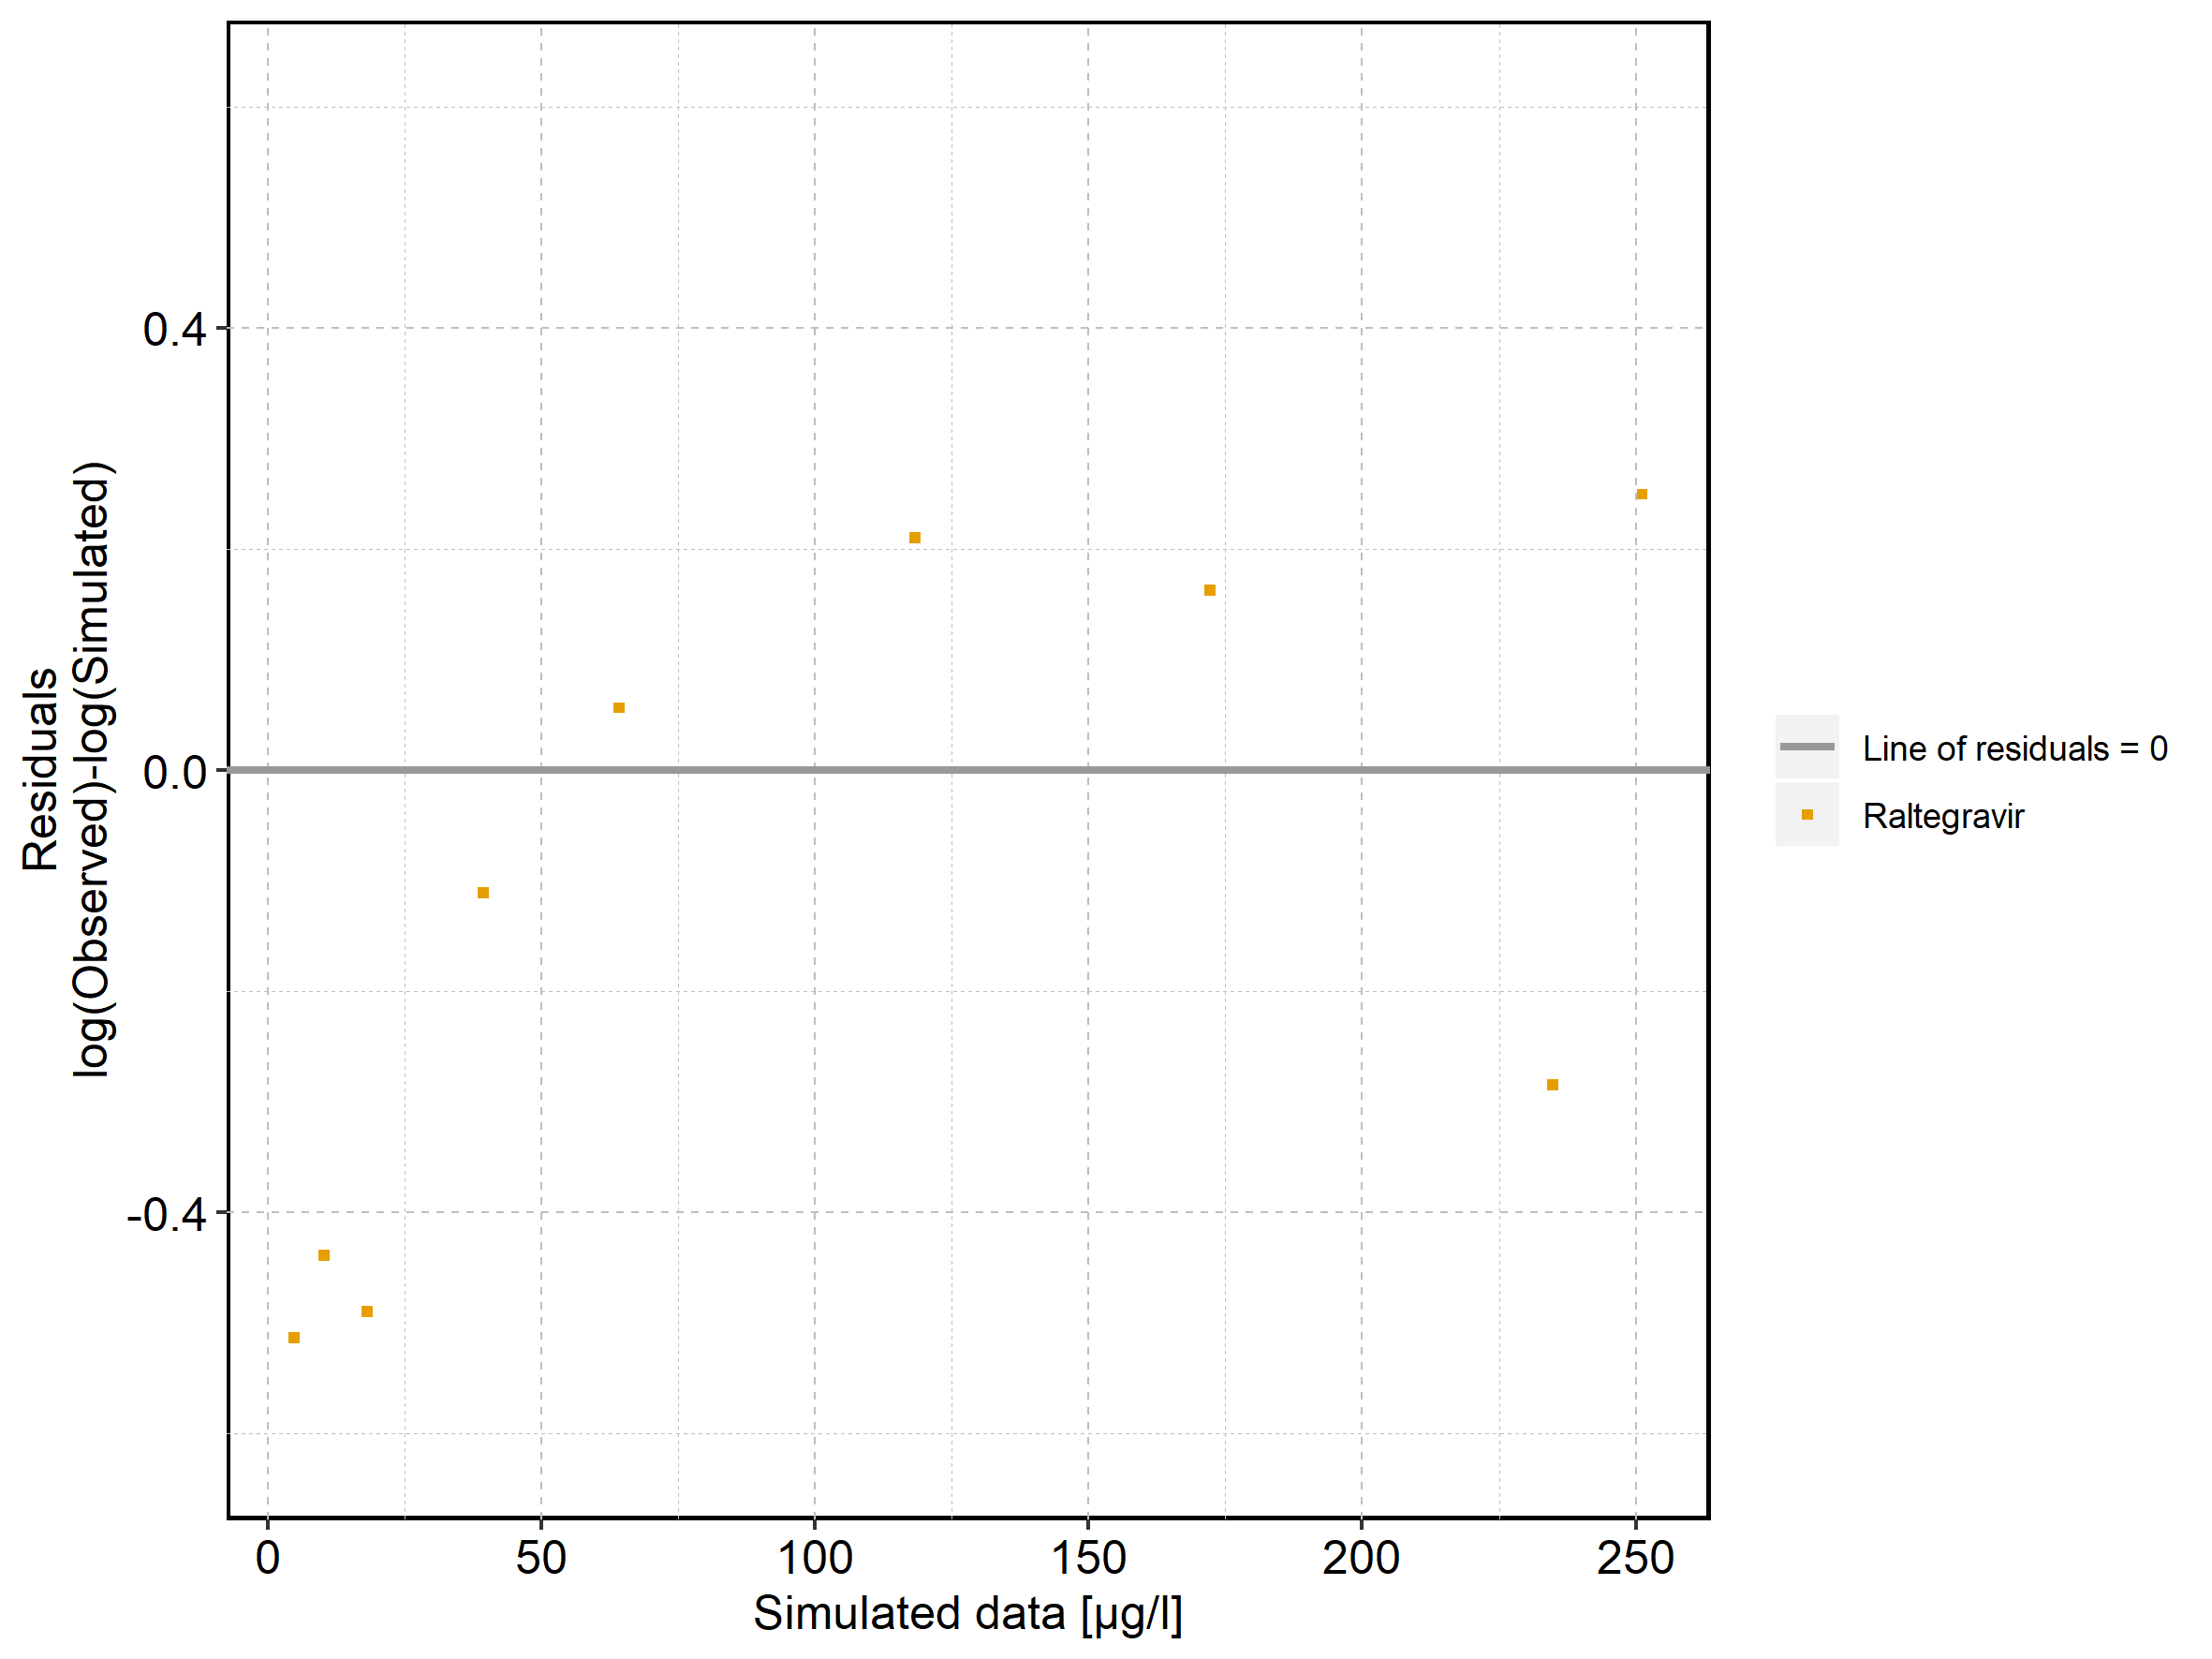 Residuals
log(Observed)-log(Simulated)
0.4
0.0
-0.4
0
50
100
150
200
250
Simulated data [µg/l]
Line of residuals = 0
Raltegravir